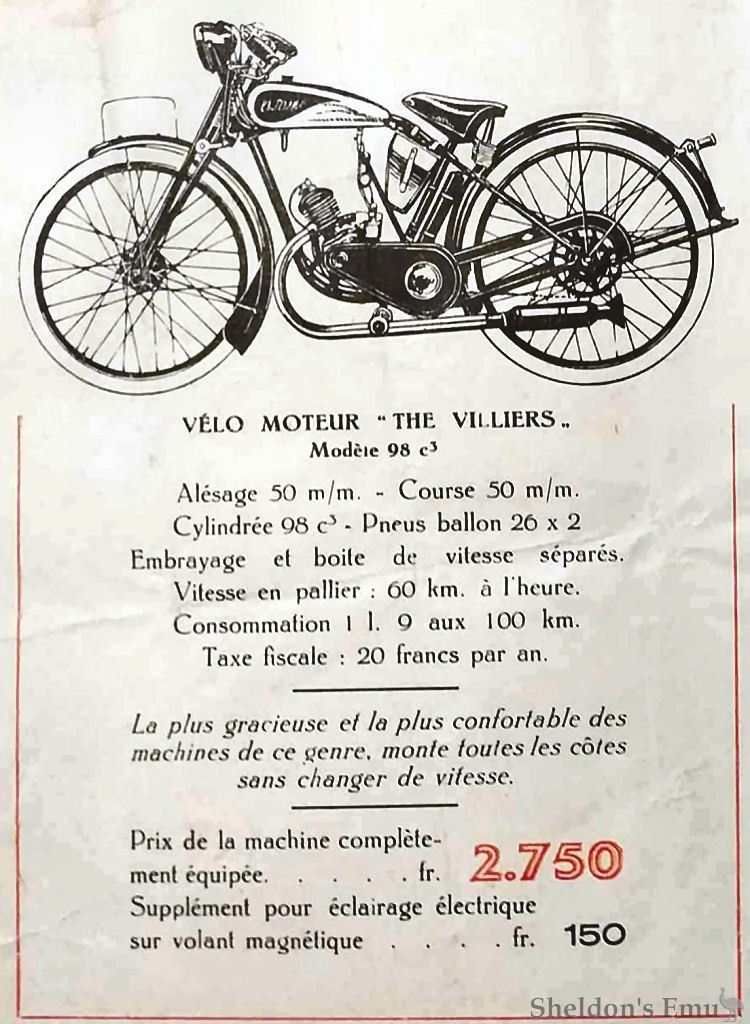 VÉLO MOTEUR “ THE VILLIERS „
Modèle 98 c³
Alésage 50 m/m. - Course 50 m/m.
Cylindrée 98 c³ - Pneus ballon 26 x 2
Embrayage et boite de vitesse séparés.
Vitesse en pallier : 60 km. à l'heure.
Consommation 1 l. 9 aux 100 km.
Taxe fiscale : 20 francs par an.
La plus gracieuse et la plus confortable des
machines de ce genre, monte toutes les côtes
sans changer de vitesse.
Prix de la machine complète-
ment équipée. . . . . fr. 2.750
Supplément pour éclairage électrique
sur volant magnétique . . . . fr. 150
Sheldon's Emu